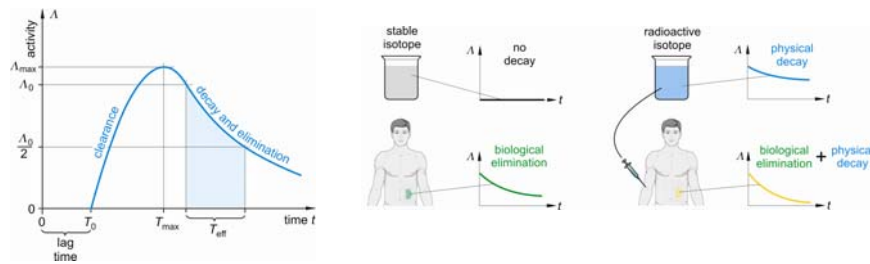 Λ
activity
Λmax
Λ0
Λ0
2
0
clearance
decay and elimination
0
T0
Tmax
Teff
time t
lag
time
stable
isotope
Λ
no
decay
t
Λ
biological
elimination
t
radioactive
isotope
Λ
physical
decay
t
Λ
biological
elimination
+
physical
decay
t